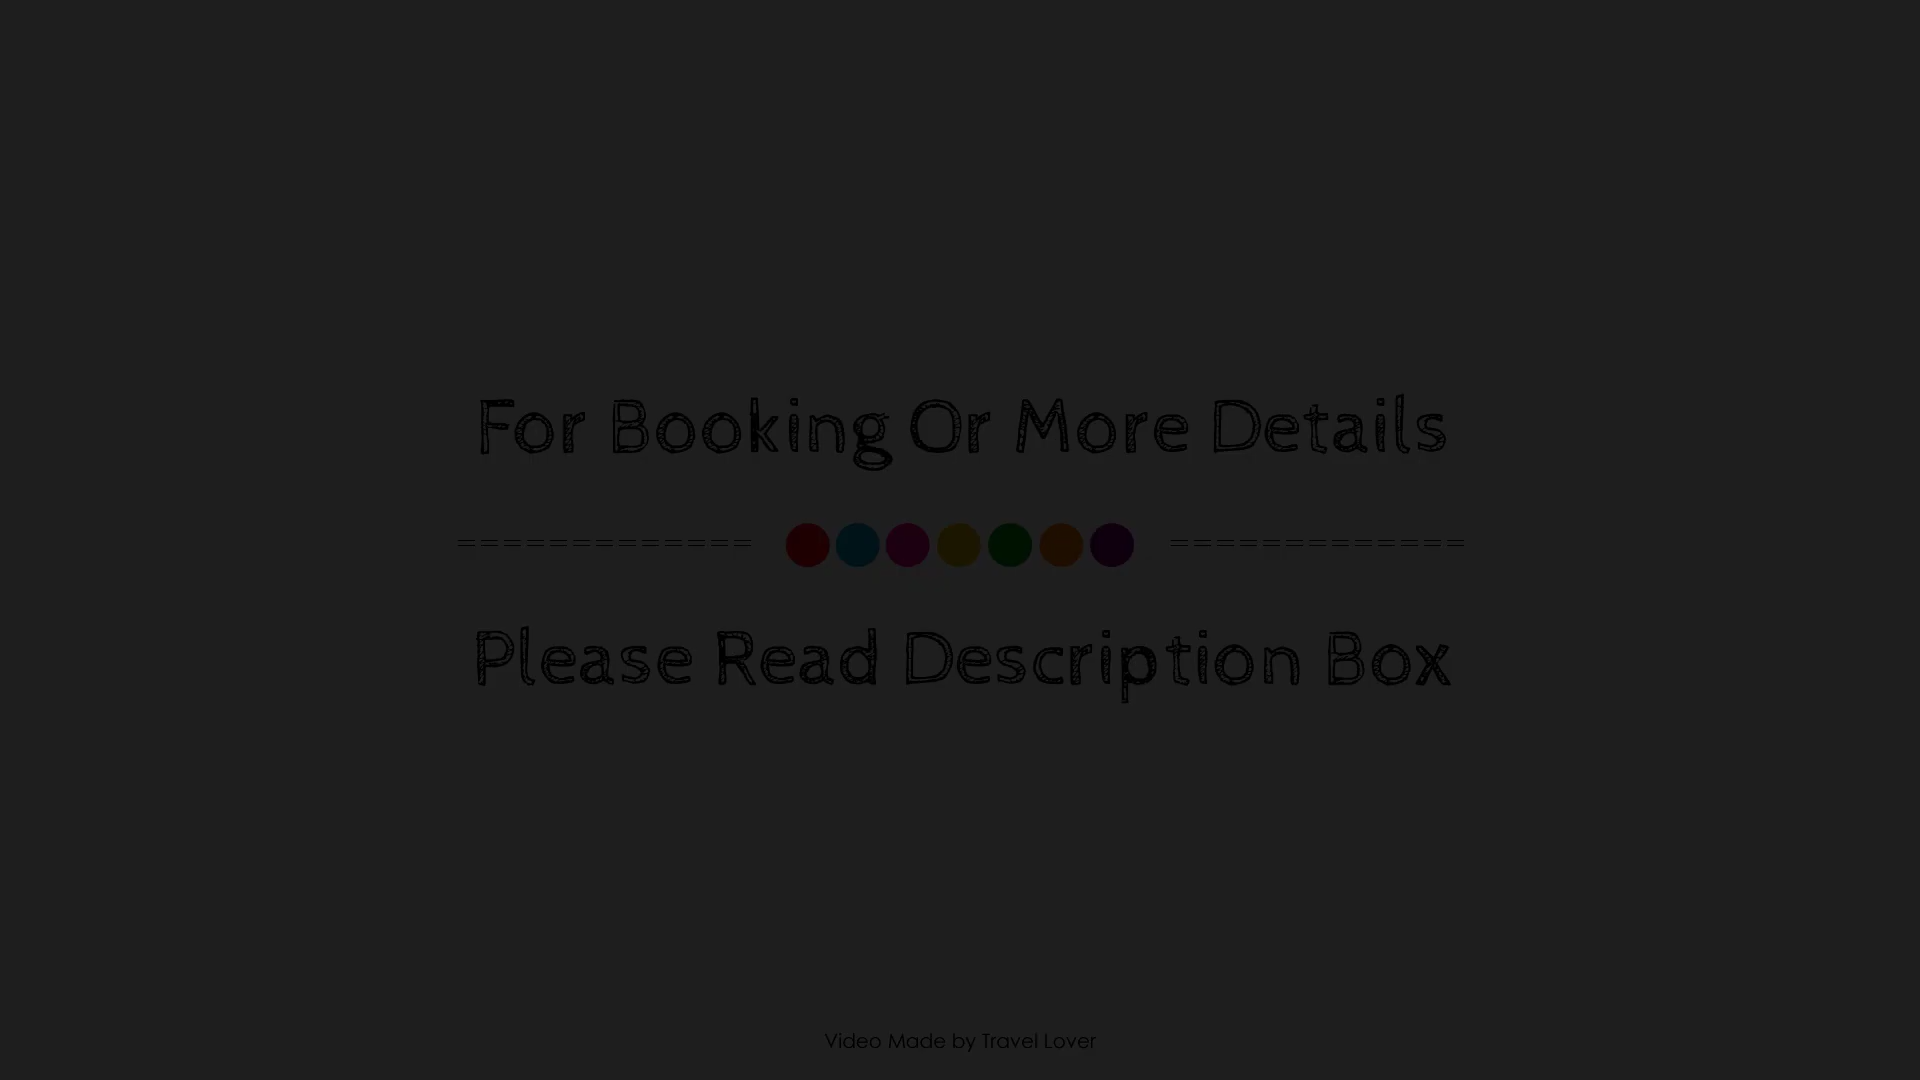 For Booking Or More Details
============= =============
Please Read Description Box
Video Made by Travel Lover